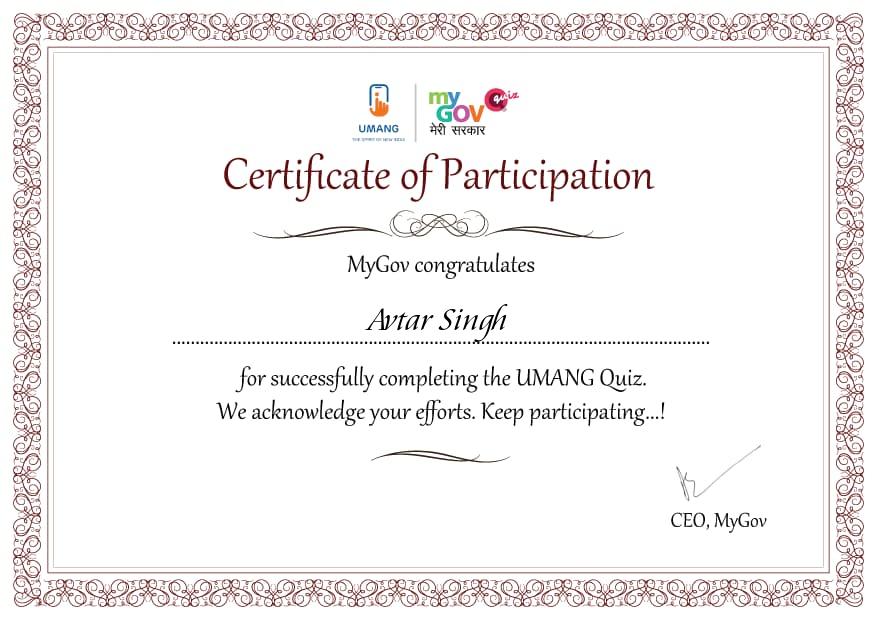 UMANG
THE SPIRIT OF NEW INDIA
my GOV quiz
मेरी सरकार
Certificate of Participation
MyGov congratulates
Avtar Singh
for successfully completing the UMANG Quiz.
We acknowledge your efforts. Keep participating...!
CEO, MyGov